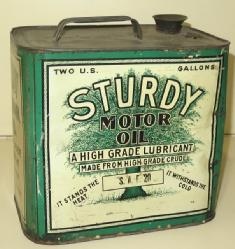 TWO U.S. GALLONS
STURDY
MOTOR
OIL
A HIGH GRADE LUBRICANT
MADE FROM HIGH GRADE CRUDE
S.A.E 20
IT STANDS THE
HEAT
IT WITHSTANDS THE
COLD